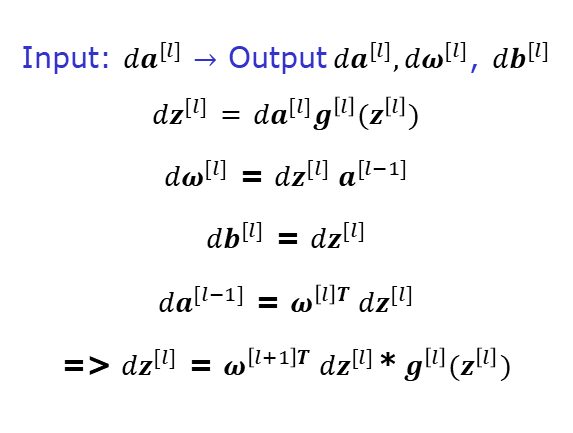 Input: da^[l] → Output da^[l], dω^[l], db^[l]
dz^[l] = da^[l] g^[l](z^[l])
dω^[l] = dz^[l] a^[l−1]
db^[l] = dz^[l]
da^[l−1] = ω^[l]T dz^[l]
=> dz^[l] = ω^[l+1]T dz^[l] * g^[l](z^[l])